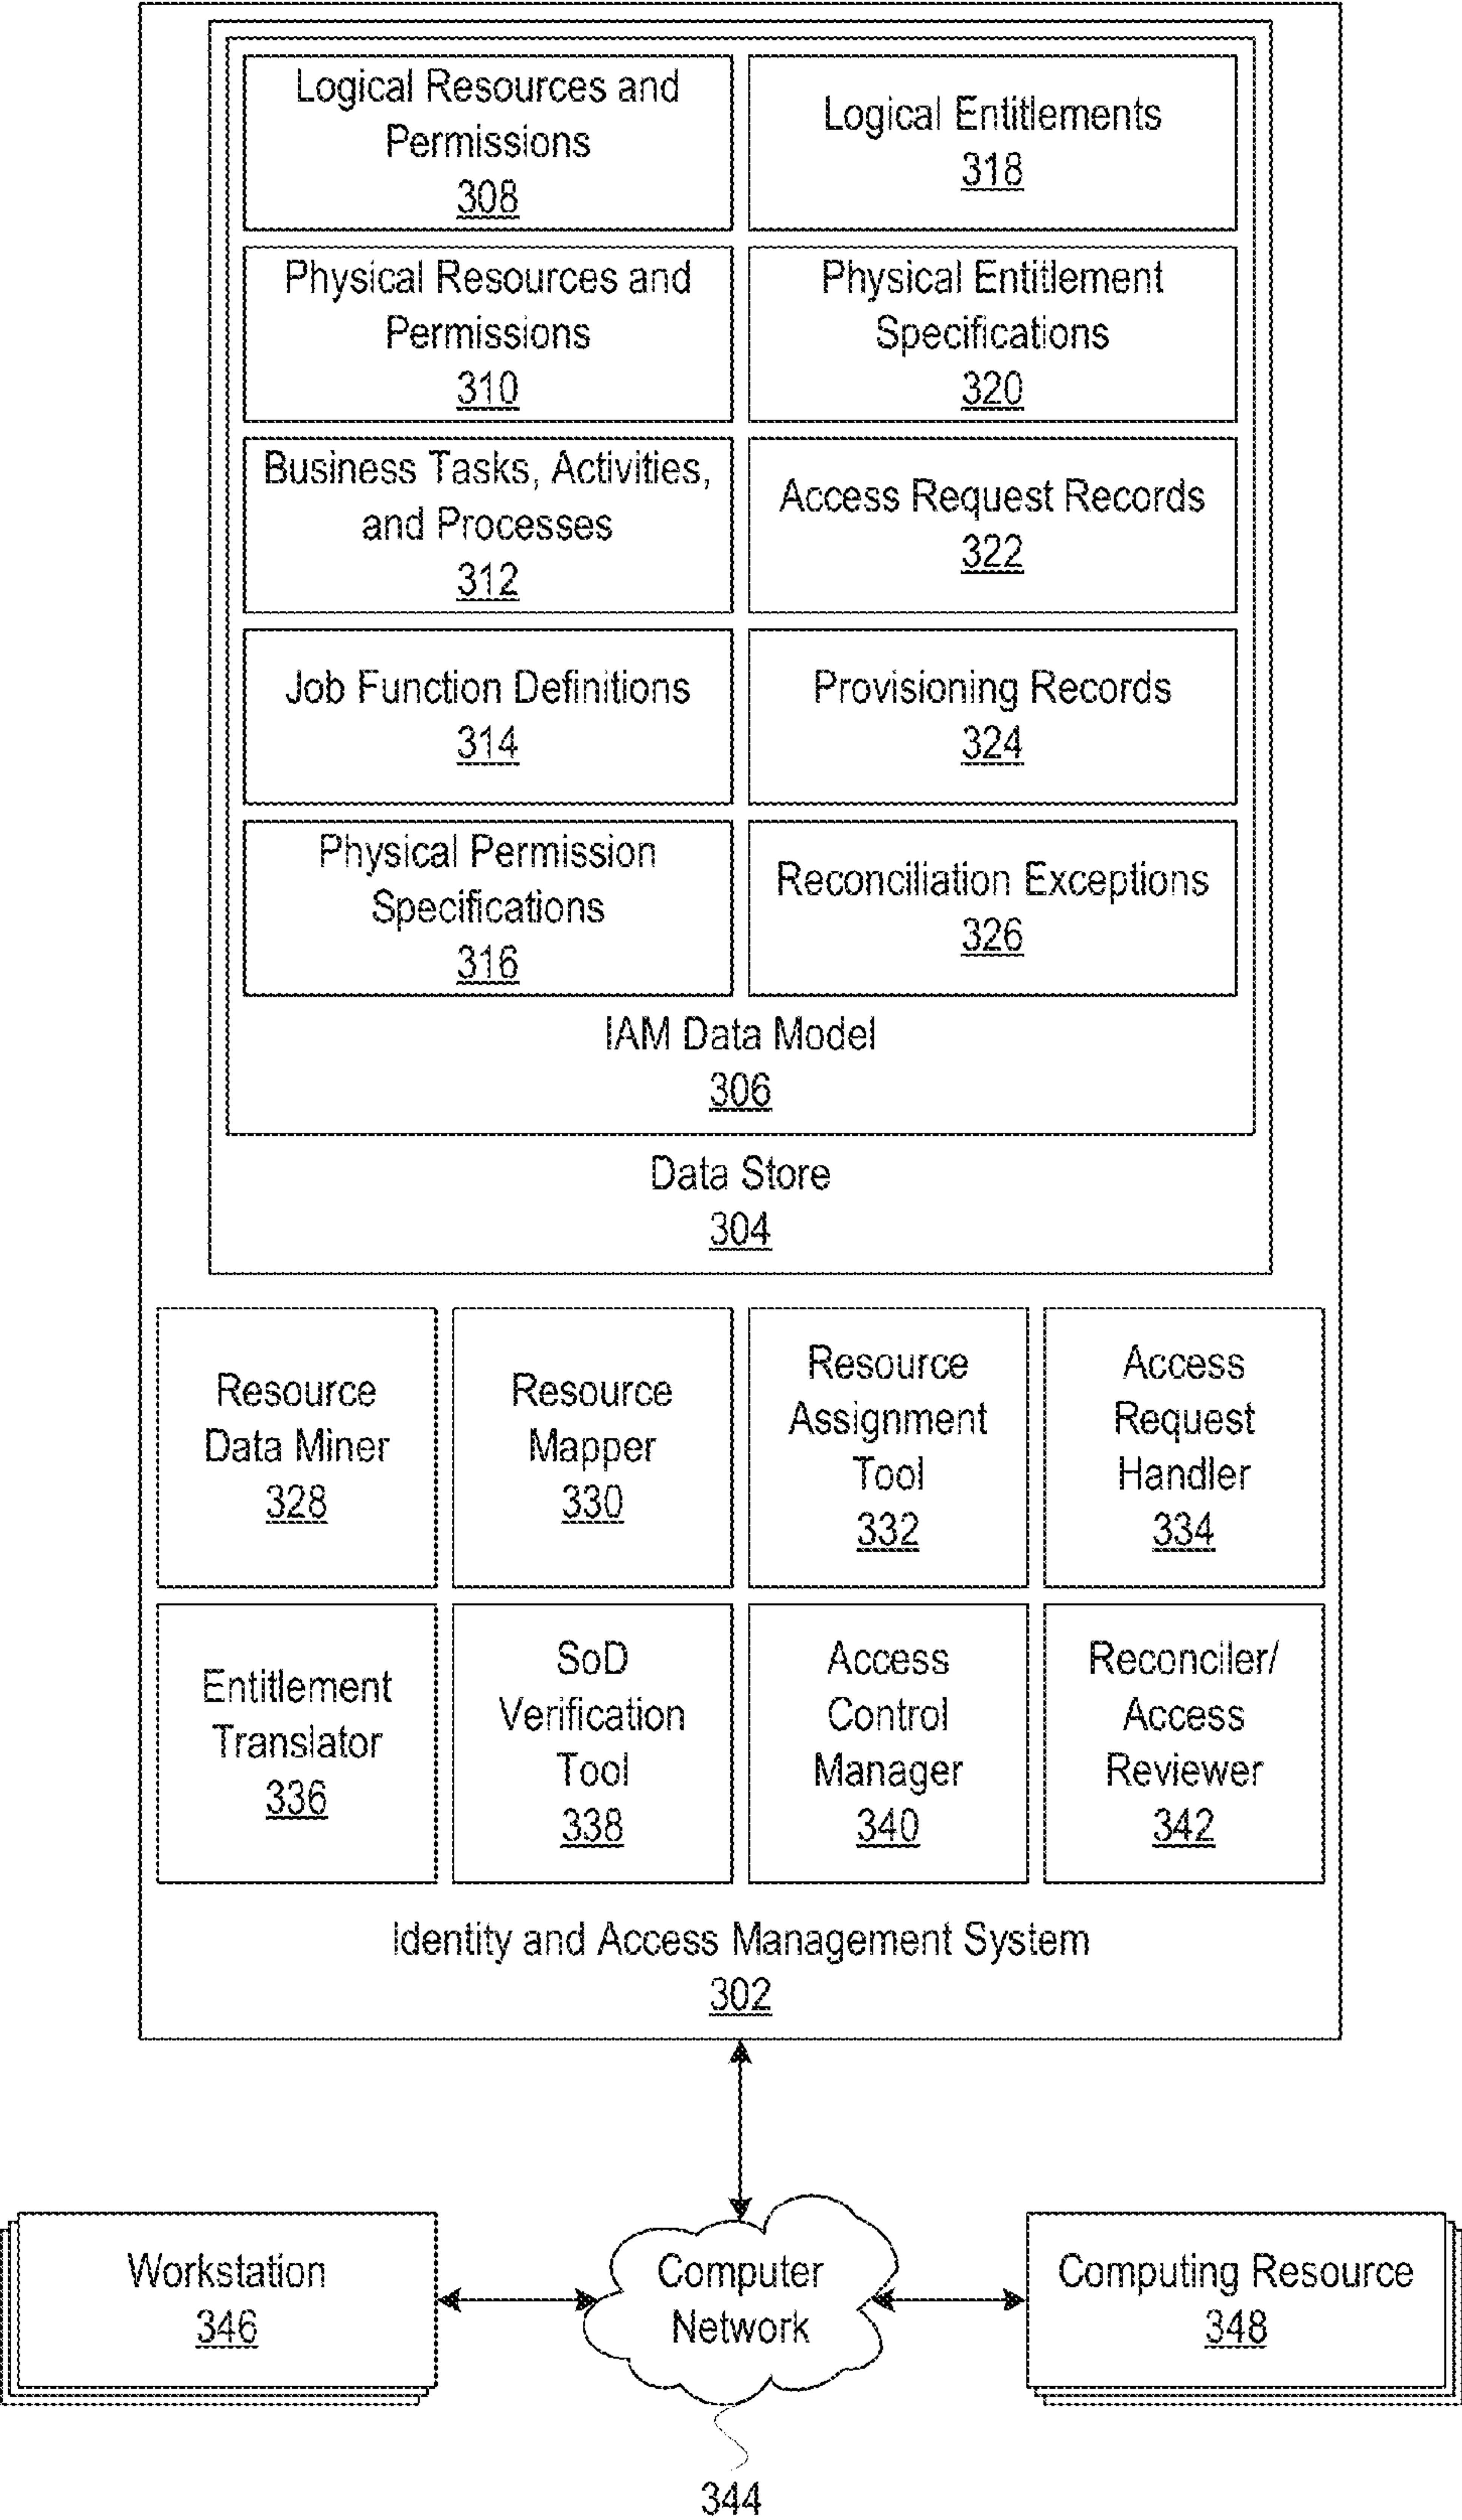 Logical Resources and
Permissions
308
Logical Entitlements
318
Physical Resources and
Permissions
310
Physical Entitlement
Specifications
320
Business Tasks, Activities,
and Processes
312
Access Request Records
322
Job Function Definitions
314
Provisioning Records
324
Physical Permission
Specifications
316
Reconciliation Exceptions
326
IAM Data Model
306
Data Store
304
Resource
Data Miner
328
Resource
Mapper
330
Resource
Assignment
Tool
332
Access
Request
Handler
334
Entitlement
Translator
336
SoD
Verification
Tool
338
Access
Control
Manager
340
Reconciler/
Access
Reviewer
342
Identity and Access Management System
302
Workstation
346
Computer
Network
Computing Resource
348
344